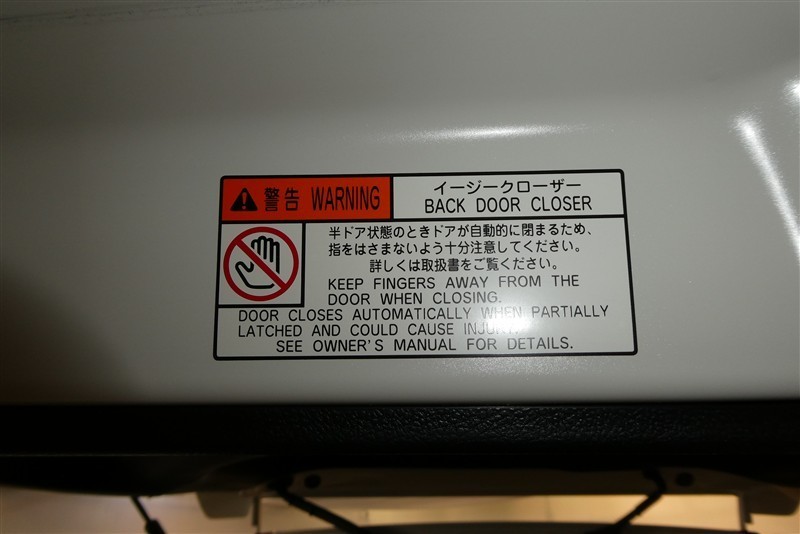 警告 WARNING
イージークローザー
BACK DOOR CLOSER
半ドア状態のときドアが自動的に閉まるため、
指をはさまないよう十分注意してください。
詳しくは取扱書をご覧ください。
KEEP FINGERS AWAY FROM THE
DOOR WHEN CLOSING.
DOOR CLOSES AUTOMATICALLY WHEN PARTIALLY
LATCHED AND COULD CAUSE INJURY.
SEE OWNER'S MANUAL FOR DETAILS.